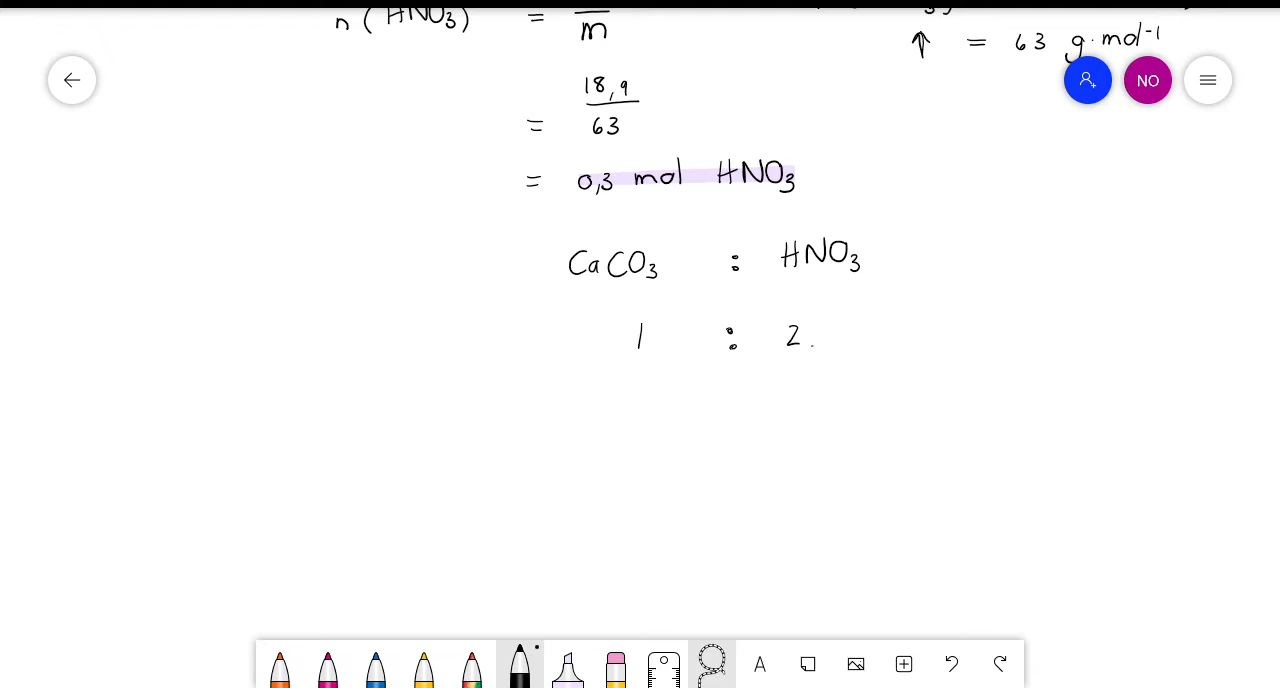 n ( HNO3 ) = m
↑ = 63 g·mol-1
NO
= 18,9
63
= 0,3 mol HNO3
CaCO3 : HNO3
1 : 2.
A